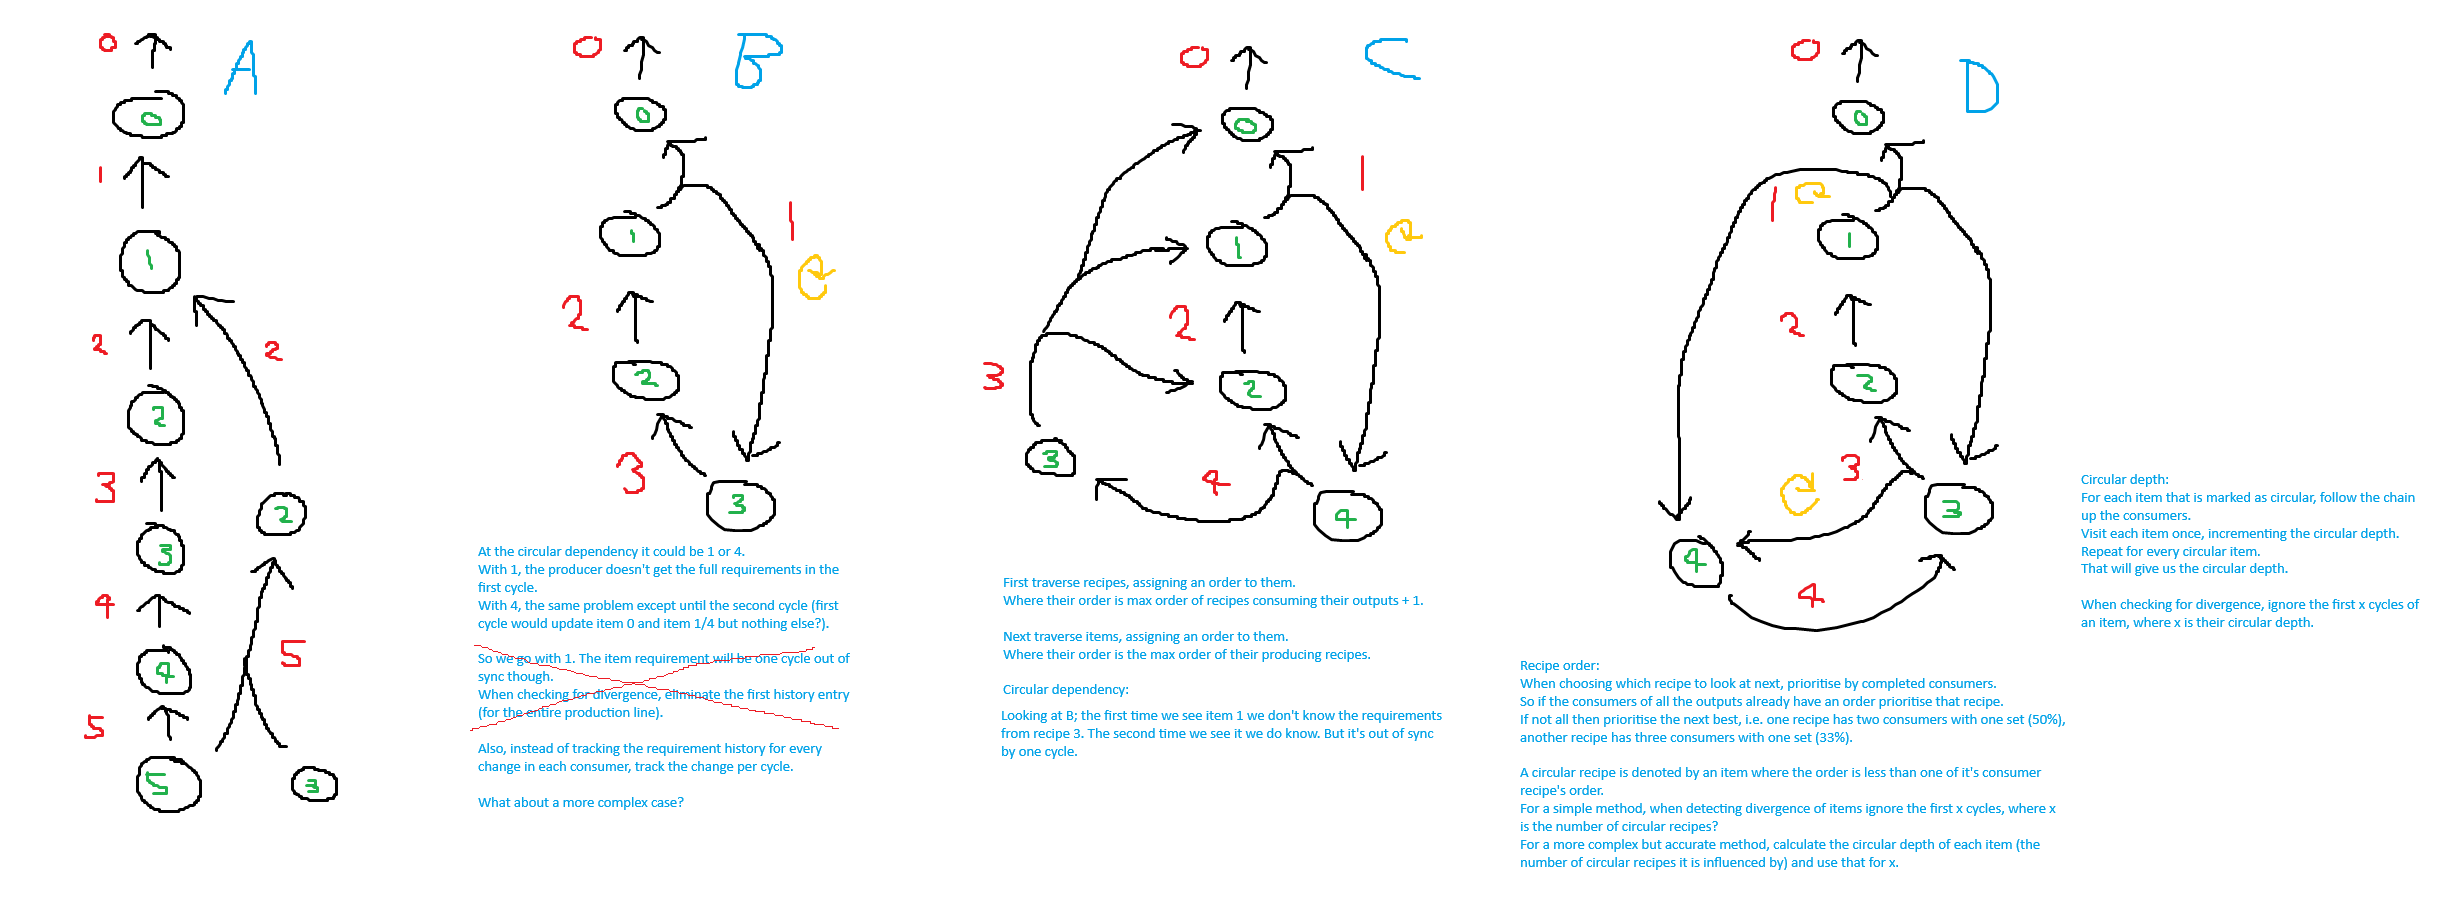 A
0
0
1
1
2
2
2
3
3
2
4
4
5
5
5
3
B
0
0
1
1
2
2
3
3
At the circular dependency it could be 1 or 4.
With 1, the producer doesn't get the full requirements in the
first cycle.
With 4, the same problem except until the second cycle (first
cycle would update item 0 and item 1/4 but nothing else?).
So we go with 1. The item requirement will be one cycle out of
sync though.
When checking for divergence, eliminate the first history entry
(for the entire production line).
Also, instead of tracking the requirement history for every
change in each consumer, track the change per cycle.
What about a more complex case?
C
0
0
1
1
2
3
2
3
4
4
First traverse recipes, assigning an order to them.
Where their order is max order of recipes consuming their outputs + 1.
Next traverse items, assigning an order to them.
Where their order is the max order of their producing recipes.
Circular dependency:
Looking at B; the first time we see item 1 we don't know the requirements
from recipe 3. The second time we see it we do know. But it's out of sync
by one cycle.
D
0
0
1
1
2
2
3
3
4
4
Recipe order:
When choosing which recipe to look at next, prioritise by completed consumers.
So if the consumers of all the outputs already have an order prioritise that recipe.
If not all then prioritise the next best, i.e. one recipe has two consumers with one set (50%),
another recipe has three consumers with one set (33%).
A circular recipe is denoted by an item where the order is less than one of it's consumer
recipe's order.
For a simple method, when detecting divergence of items ignore the first x cycles, where x
is the number of circular recipes?
For a more complex but accurate method, calculate the circular depth of each item (the
number of circular recipes it is influenced by) and use that for x.
Circular depth:
For each item that is marked as circular, follow the chain
up the consumers.
Visit each item once, incrementing the circular depth.
Repeat for every circular item.
That will give us the circular depth.
When checking for divergence, ignore the first x cycles of
an item, where x is their circular depth.